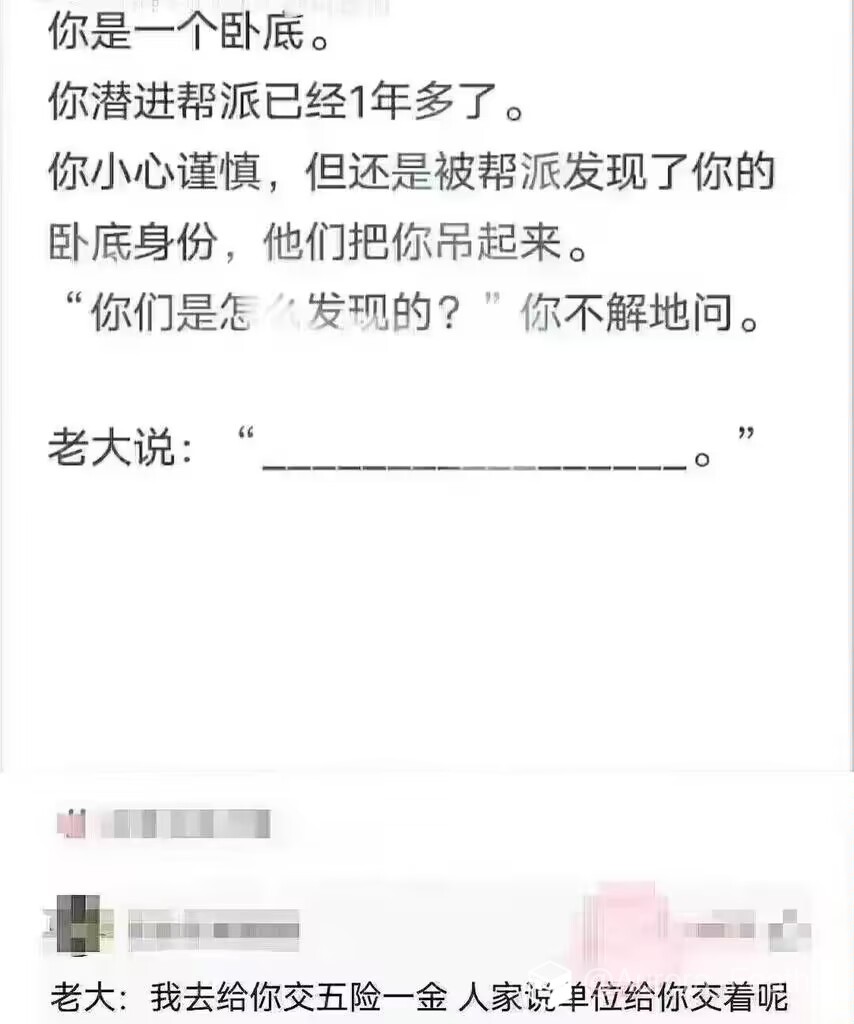 你是一个卧底。
你潜进帮派已经1年多了。
你小心谨慎，但还是被帮派发现了你的
卧底身份，他们把你吊起来。
“你们是怎么发现的？”你不解地问。
老大说：“_________________。”
老大：我去给你交五险一金 人家说单位给你交着呢